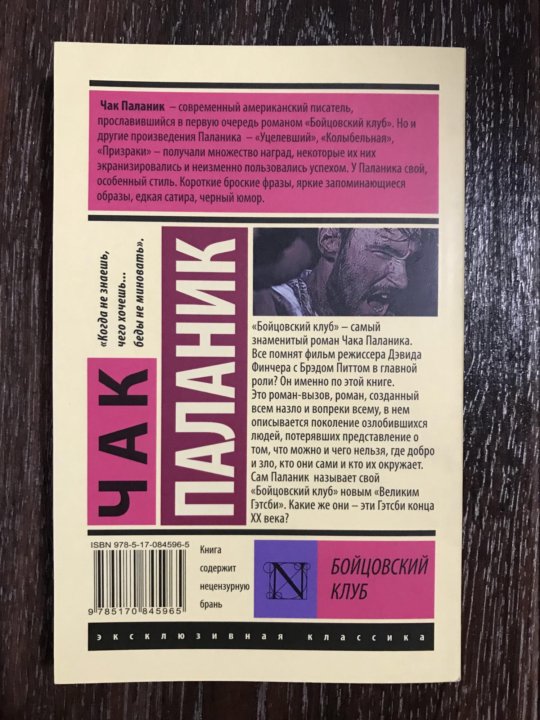 Чак Паланик – современный американский писатель,
прославившийся в первую очередь романом «Бойцовский клуб». Но и
другие произведения Паланика – «Уцелевший», «Колыбельная»,
«Призраки» – получали множество наград, некоторые их них
экранизировались и неизменно пользовались успехом. У Паланика свой,
особенный стиль. Короткие броские фразы, яркие запоминающиеся
образы, едкая сатира, черный юмор.
«Когда не знаешь,
чего хочешь...
беды не миновать».
ЧАК
ПАЛАНИК
«Бойцовский клуб» – самый
знаменитый роман Чака Паланика.
Все помнят фильм режиссера Дэвида
Финчера с Брэдом Питтом в главной
роли? Он именно по этой книге.
Это роман-вызов, роман, созданный
всем назло и вопреки всему, в нем
описывается поколение озлобившихся
людей, потерявших представление о
том, что можно и чего нельзя, где добро
и зло, кто они сами и кто их окружает.
Сам Паланик называет свой
«Бойцовский клуб» новым «Великим
Гэтсби». Какие же они – эти Гэтсби конца
XX века?
ISBN 978-5-17-084596-5
9 785170 845965
Книга
содержит
нецензурную
брань
N
БОЙЦОВСКИЙ
КЛУБ
эксклюзивная классика